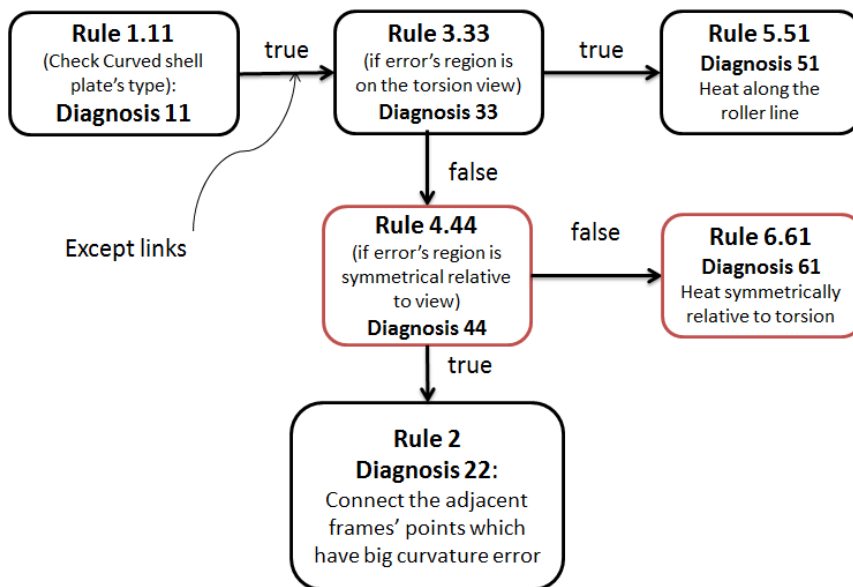 Rule 1.11
(Check Curved shell
plate's type):
Diagnosis 11
true
Rule 3.33
(if error's region is
on the torsion view)
Diagnosis 33
true
Rule 5.51
Diagnosis 51
Heat along the
roller line
false
Except links
Rule 4.44
(if error's region is
symmetrical relative
to view)
Diagnosis 44
false
Rule 6.61
Diagnosis 61
Heat symmetrically
relative to torsion
true
Rule 2
Diagnosis 22:
Connect the adjacent
frames' points which
have big curvature error